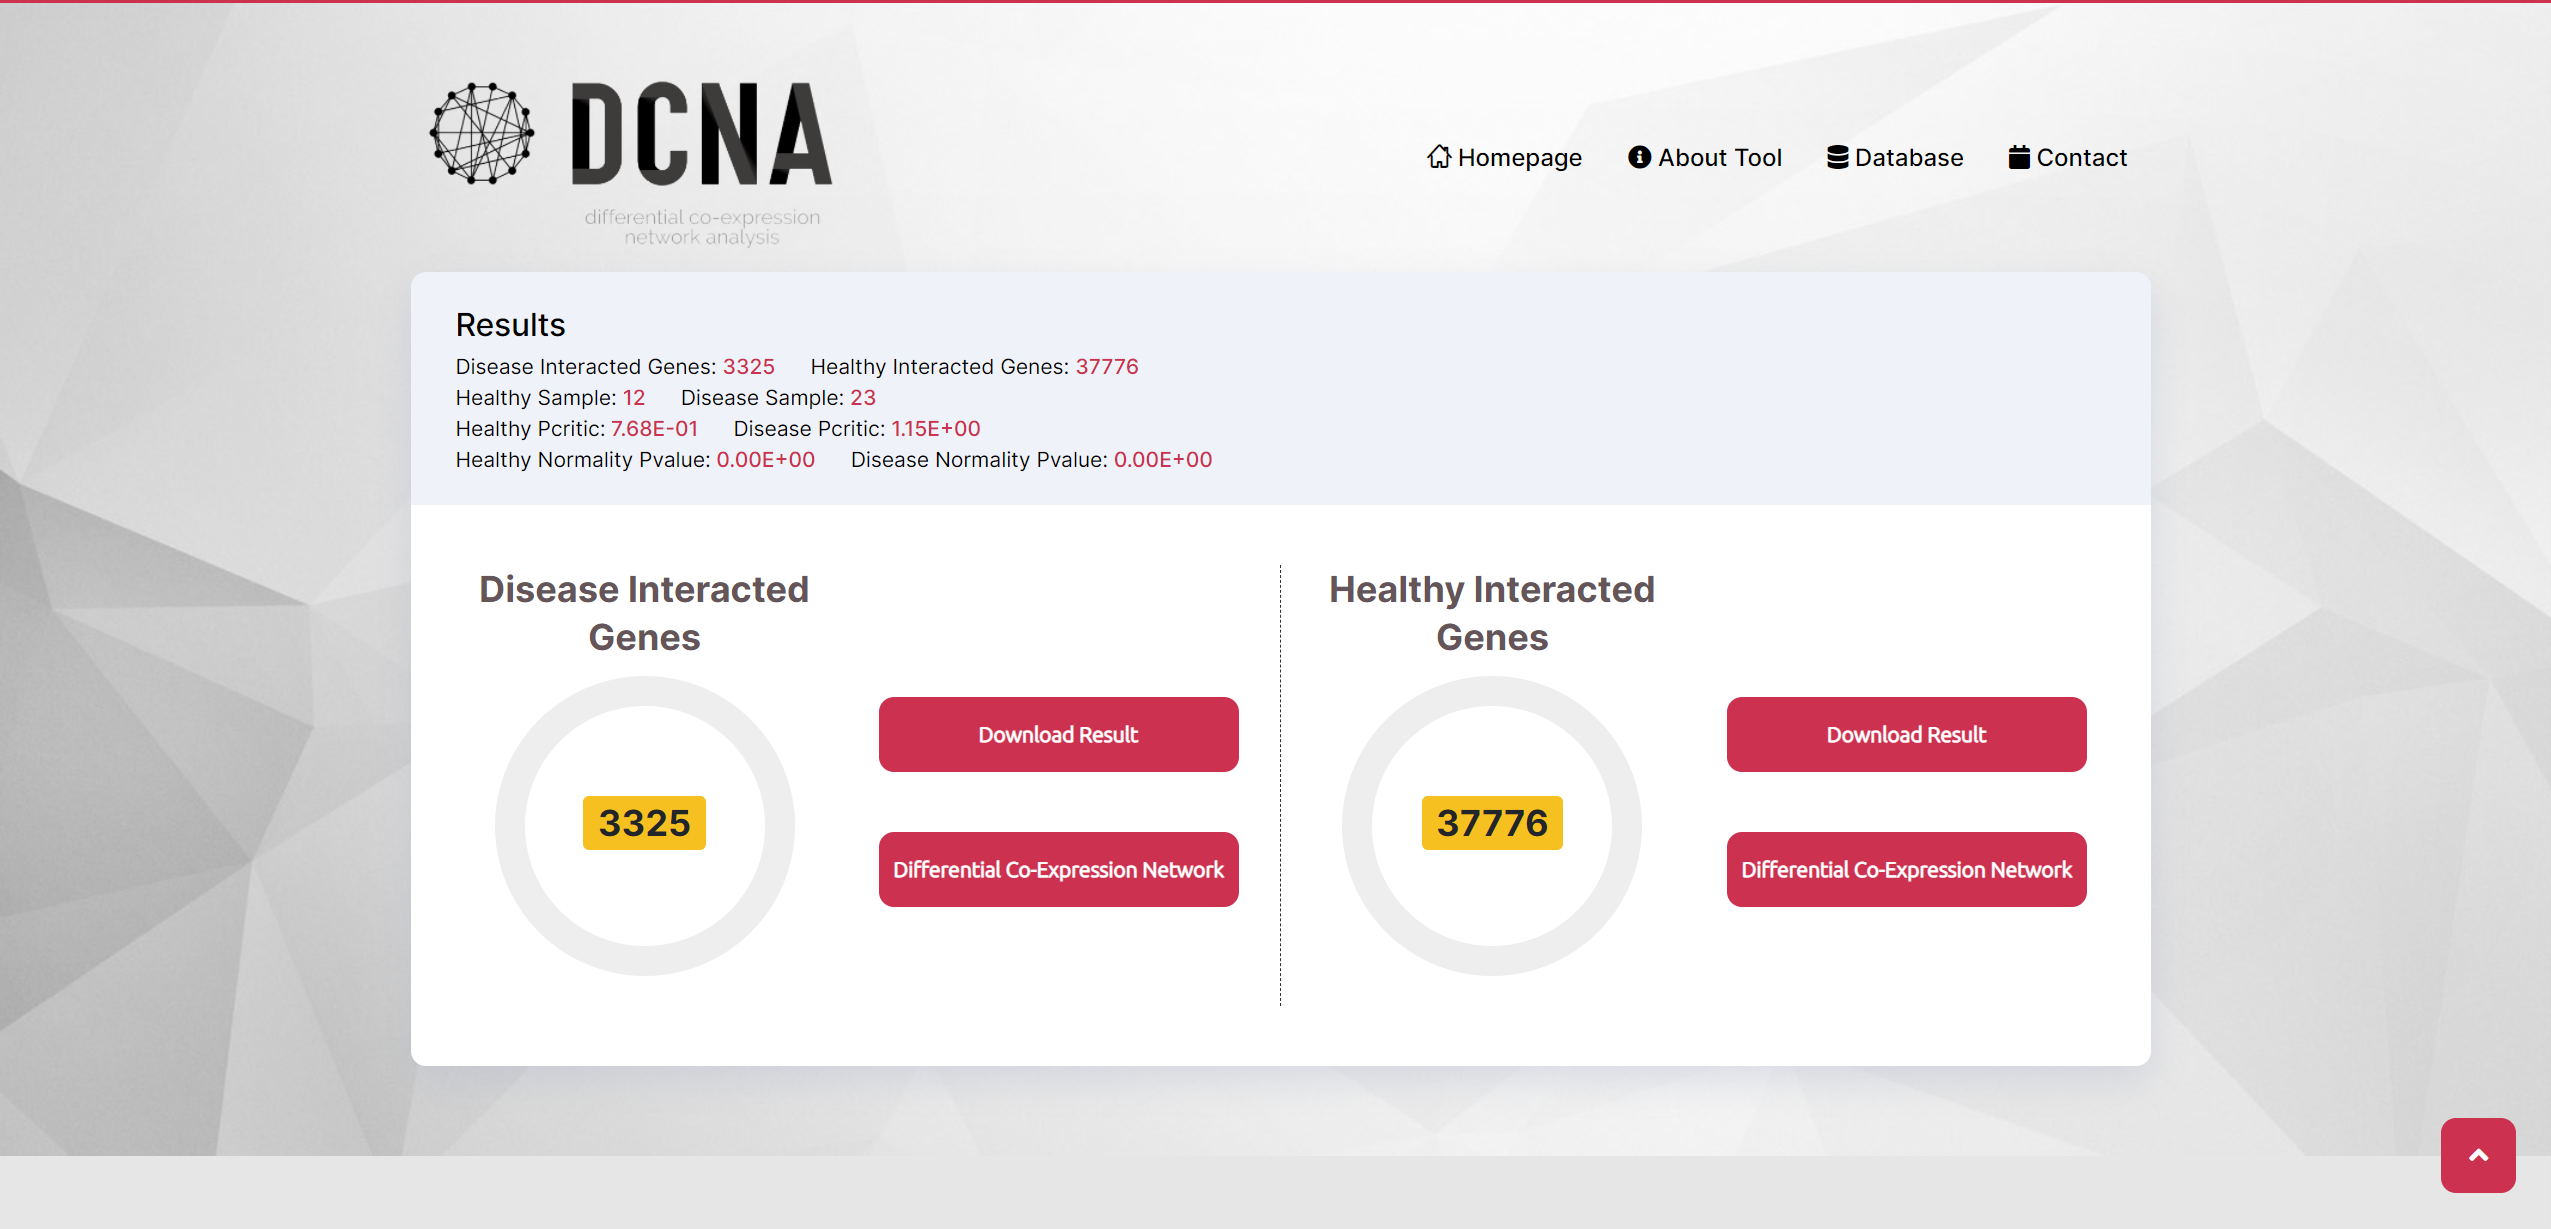 DCNA
differential co-expression
network analysis
Homepage About Tool Database Contact
Results
Disease Interacted Genes: 3325 Healthy Interacted Genes: 37776
Healthy Sample: 12 Disease Sample: 23
Healthy Pcritic: 7.68E-01 Disease Pcritic: 1.15E+00
Healthy Normality Pvalue: 0.00E+00 Disease Normality Pvalue: 0.00E+00
Disease Interacted
Genes
3325
Download Result
Differential Co-Expression Network
Healthy Interacted
Genes
37776
Download Result
Differential Co-Expression Network